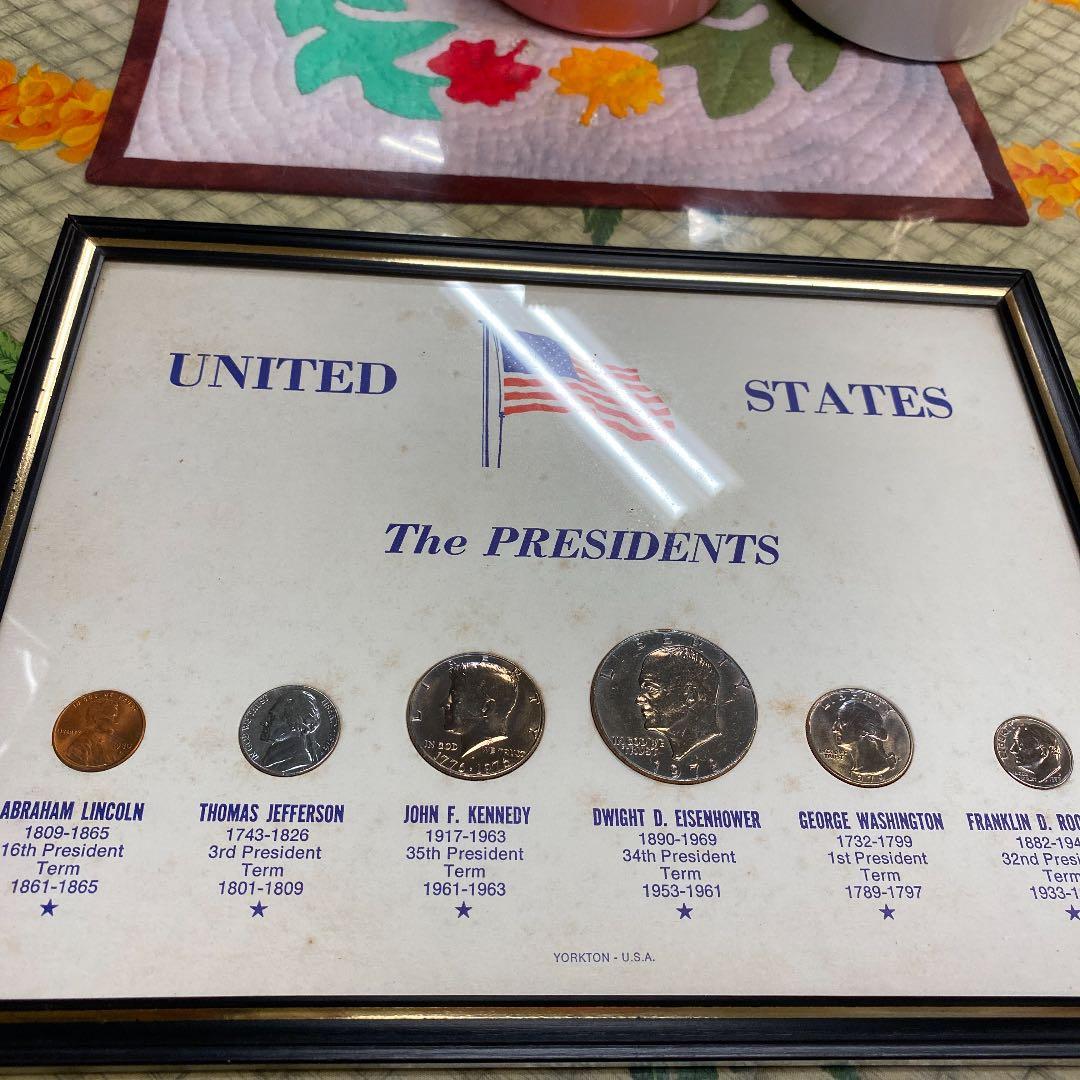 UNITED STATES
The PRESIDENTS
LIBERTY
IN GOD WE TRUST
1776·1976
LIBERTY
IN GOD WE TRUST
ABRAHAM LINCOLN
1809-1865
16th President
Term
1861-1865
THOMAS JEFFERSON
1743-1826
3rd President
Term
1801-1809
JOHN F. KENNEDY
1917-1963
35th President
Term
1961-1963
DWIGHT D. EISENHOWER
1890-1969
34th President
Term
1953-1961
GEORGE WASHINGTON
1732-1799
1st President
Term
1789-1797
FRANKLIN D.
1882-194
32nd Presi
Term
1933-1
YORKTON - U.S.A.